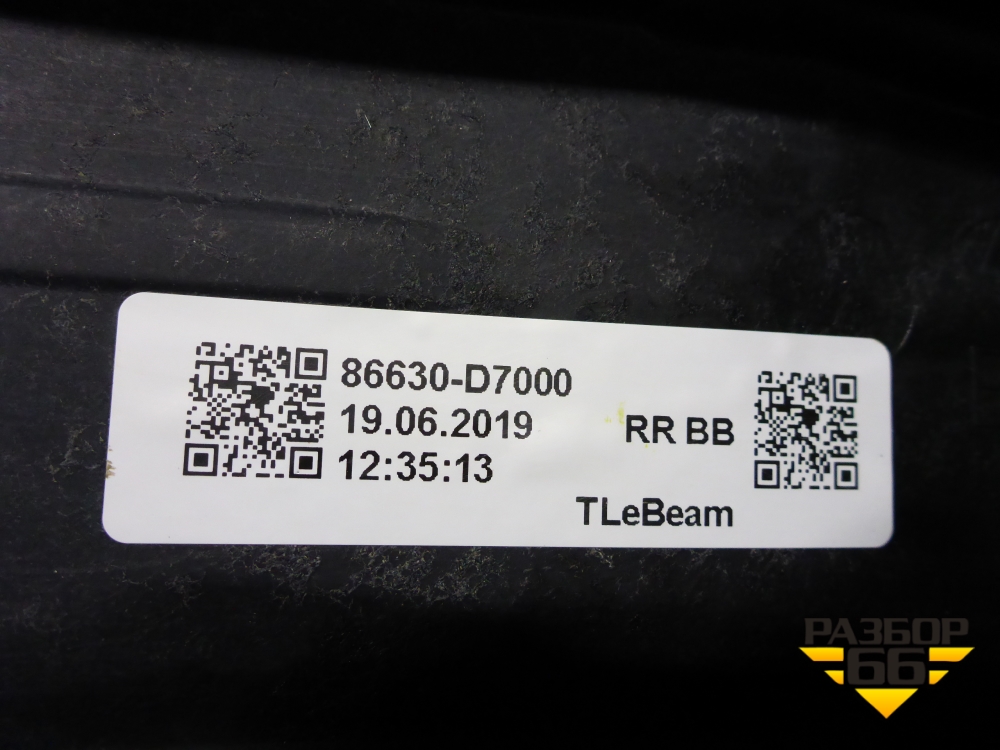 86630-D7000
19.06.2019
12:35:13
RR BB
TLeBeam
РАЗБОР
66